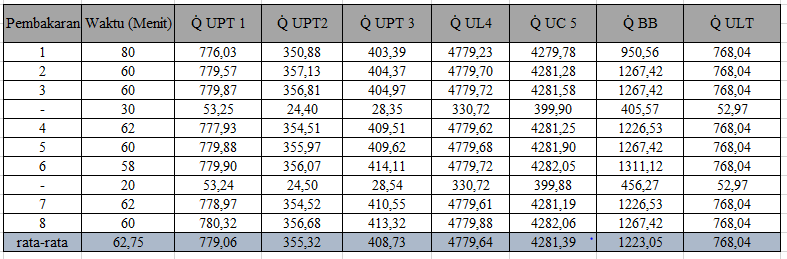 Pembakaran Waktu (Menit) Q̇ UPT 1 Q̇ UPT2 Q̇ UPT 3 Q̇ UL4 Q̇ UC 5 Q̇ BB Q̇ ULT
1 80 776,03 350,88 403,39 4779,23 4279,78 950,56 768,04
2 60 779,57 357,13 404,37 4779,70 4281,28 1267,42 768,04
3 60 779,87 356,81 404,97 4779,72 4281,58 1267,42 768,04
- 30 53,25 24,40 28,35 330,72 399,90 405,57 52,97
4 62 777,93 354,51 409,51 4779,62 4281,25 1226,53 768,04
5 60 779,88 355,97 409,62 4779,68 4281,90 1267,42 768,04
6 58 779,90 356,07 414,11 4779,72 4282,05 1311,12 768,04
- 20 53,24 24,50 28,54 330,72 399,88 456,27 52,97
7 62 778,97 354,52 410,55 4779,61 4281,19 1226,53 768,04
8 60 780,32 356,68 413,32 4779,88 4282,06 1267,42 768,04
rata-rata 62,75 779,06 355,32 408,73 4779,64 4281,39 1223,05 768,04